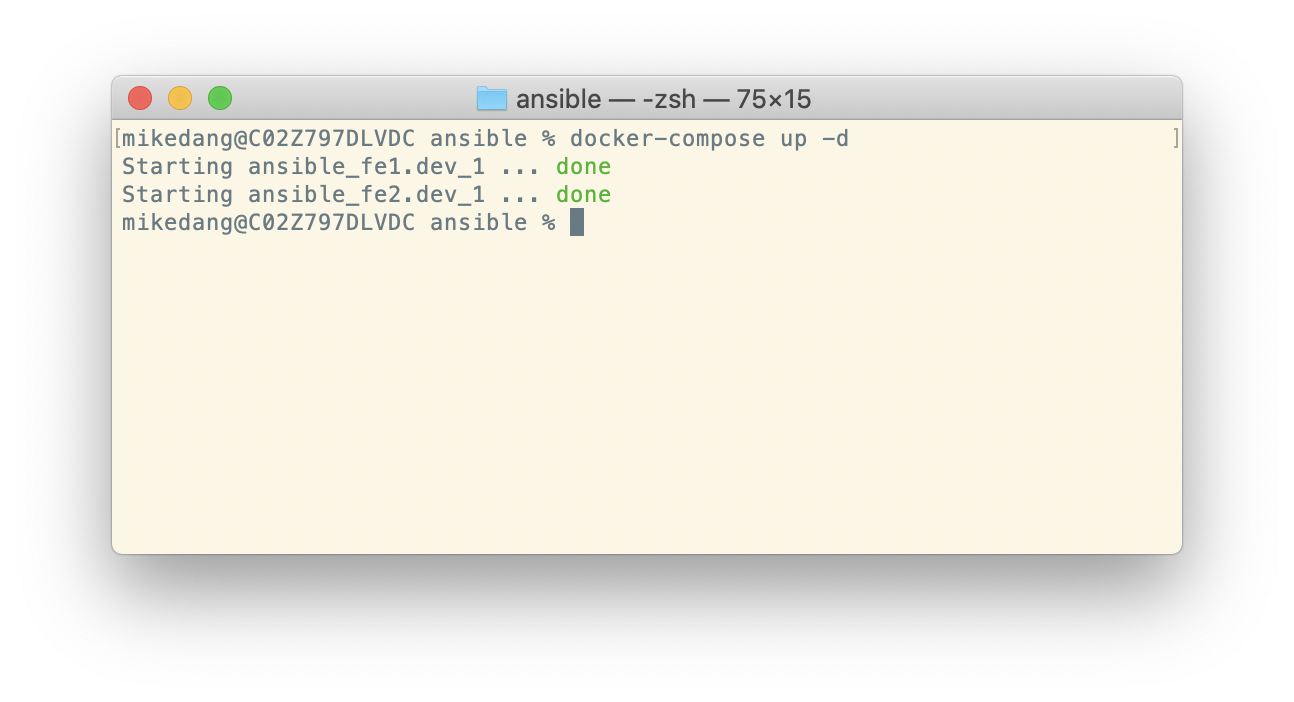 ansible — -zsh — 75×15
[mikedang@C02Z797DLVDC ansible % docker-compose up -d ]
Starting ansible_fe1.dev_1 ... done
Starting ansible_fe2.dev_1 ... done
mikedang@C02Z797DLVDC ansible %